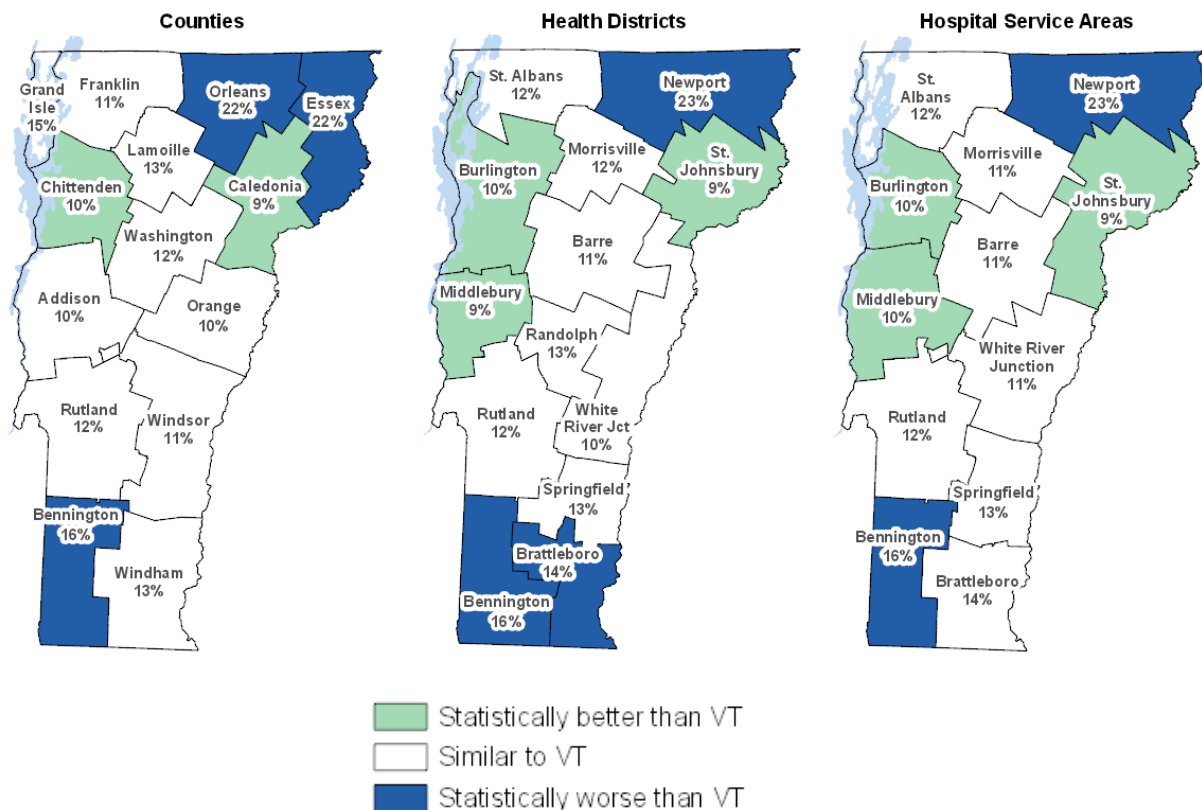 Counties
Franklin
11%
Grand
Isle
15%
Orleans
22%
Essex
22%
Lamoille
13%
Chittenden
10%
Caledonia
9%
Washington
12%
Addison
10%
Orange
10%
Rutland
12%
Windsor
11%
Bennington
16%
Windham
13%
Health Districts
St. Albans
12%
Newport
23%
Burlington
10%
Morrisville
12%
St.
Johnsbury
9%
Barre
11%
Middlebury
9%
Randolph
13%
Rutland
12%
White
River Jct
10%
Springfield
13%
Brattleboro
14%
Bennington
16%
Hospital Service Areas
St.
Albans
12%
Newport
23%
Morrisville
11%
Burlington
10%
St.
Johnsbury
9%
Barre
11%
Middlebury
10%
White River
Junction
11%
Rutland
12%
Springfield
13%
Bennington
16%
Brattleboro
14%
Statistically better than VT
Similar to VT
Statistically worse than VT